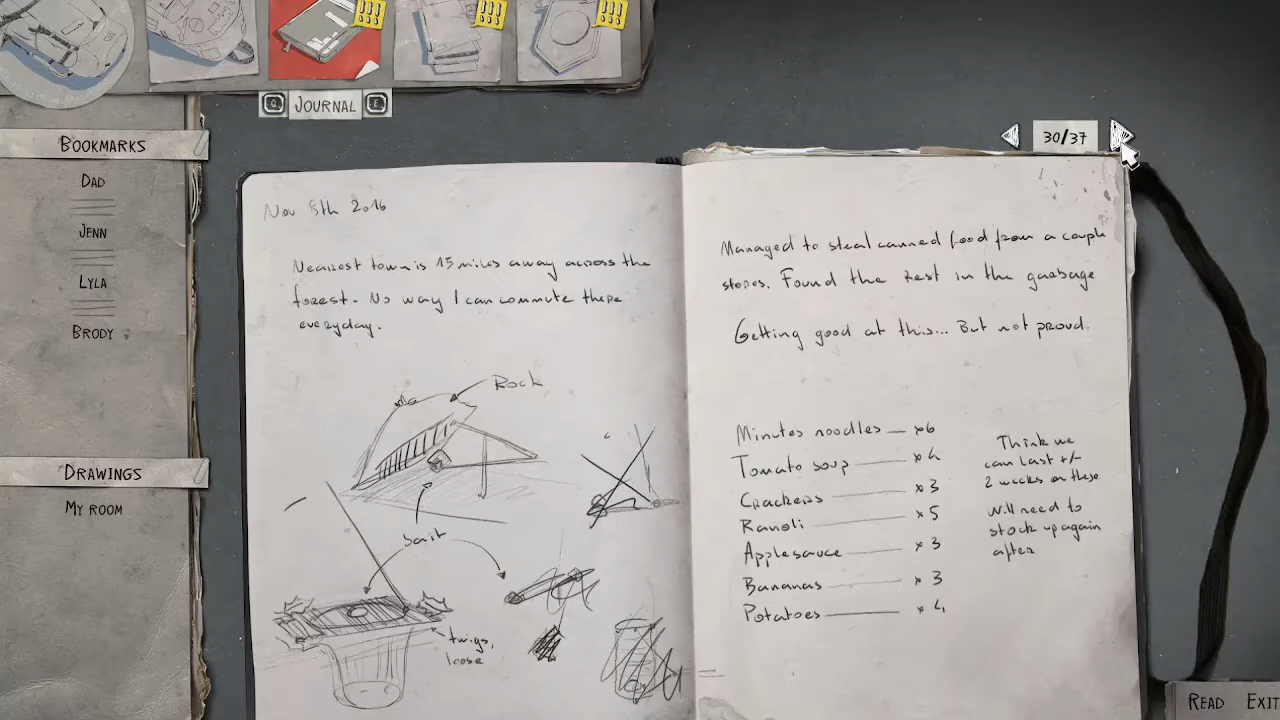 !!!
!!!
!!!
Q JOURNAL E
BOOKMARKS
DAD
JENN
LYLA
BRODY
DRAWINGS
MY ROOM
30/37
Nov 8th 2016
Nearest town is 15 miles away across the
forest. No way I can commute there
everyday.
Rock
bait
twigs,
loose
Managed to steal canned food from a couple
stores. Found the rest in the garbage
Getting good at this... But not proud.
Minutes noodles — x6
Tomato soup — x4
Crackers — x3
Ravioli — x5
Applesauce — x3
Bananas — x3
Potatoes — x4
Think we
can last +/-
2 weeks on these
Will need to
stock up again
after
READ EXIT